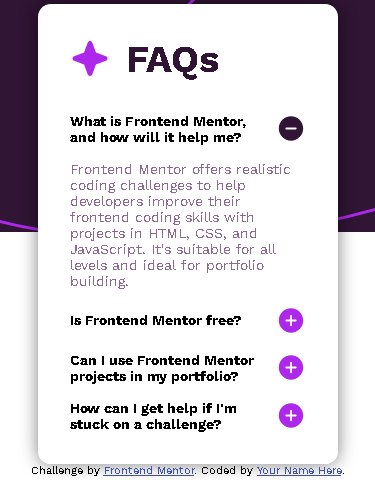 FAQs
What is Frontend Mentor,
and how will it help me?
Frontend Mentor offers realistic
coding challenges to help
developers improve their
frontend coding skills with
projects in HTML, CSS, and
JavaScript. It's suitable for all
levels and ideal for portfolio
building.
Is Frontend Mentor free?
Can I use Frontend Mentor
projects in my portfolio?
How can I get help if I'm
stuck on a challenge?
Challenge by Frontend Mentor. Coded by Your Name Here.